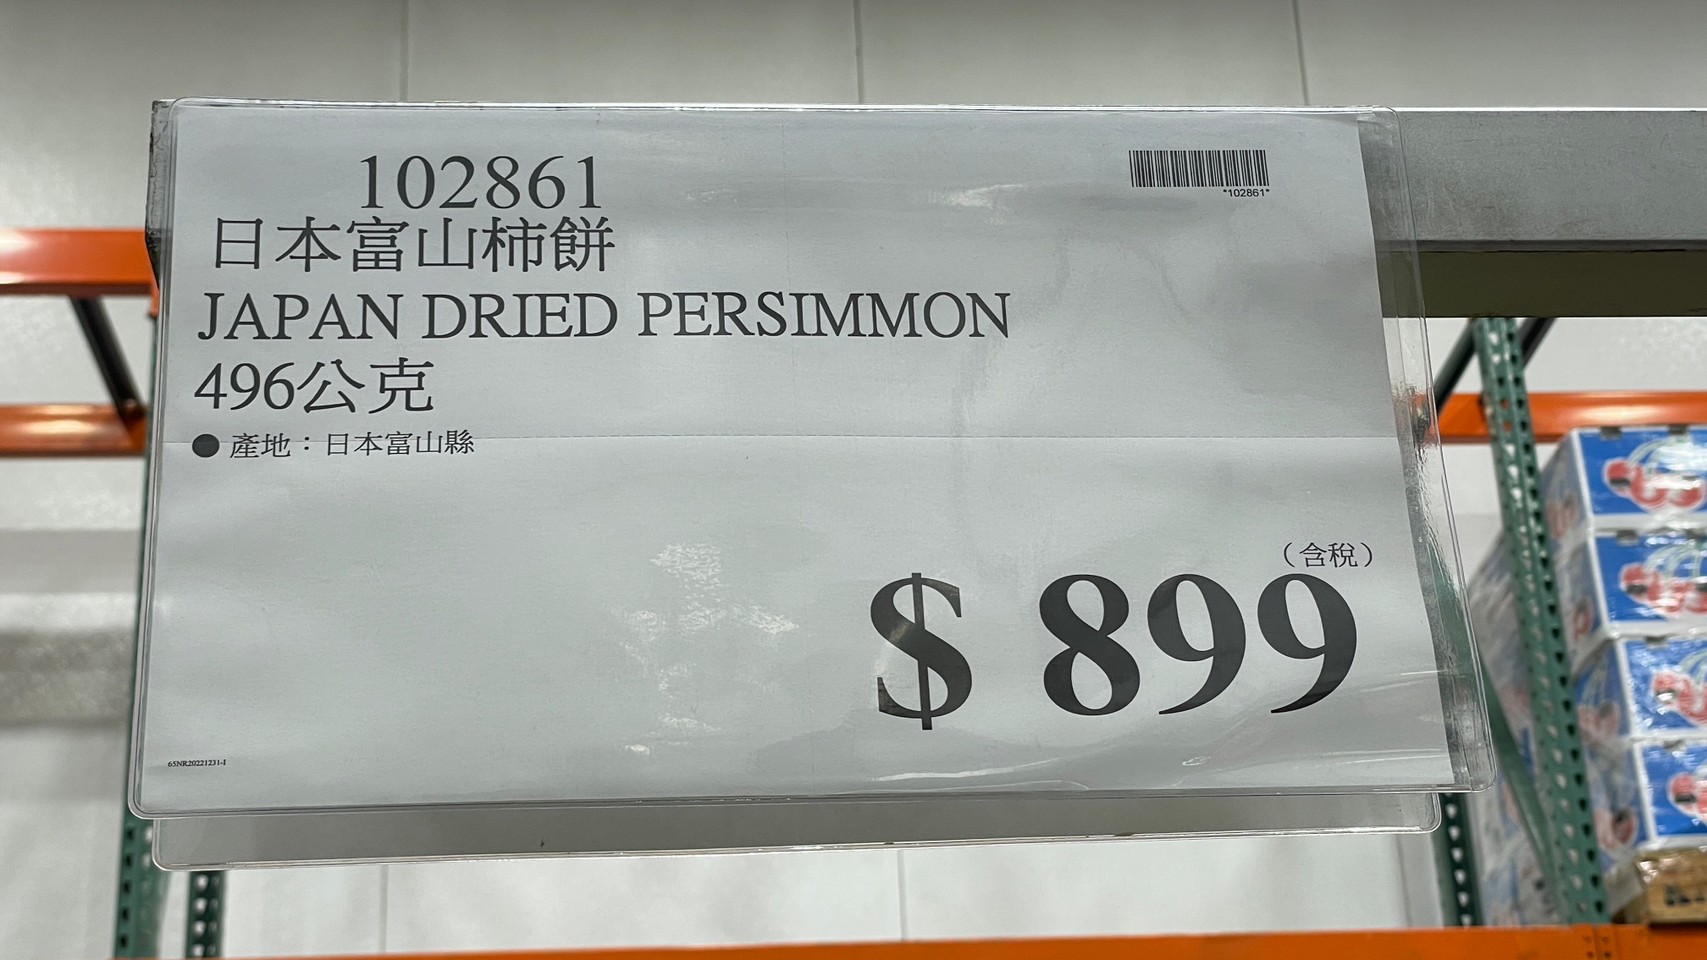 102861
*102861*
日本富山柿餅
JAPAN DRIED PERSIMMON
496公克
● 產地：日本富山縣
（含稅）
$ 899
65NR20221231-1